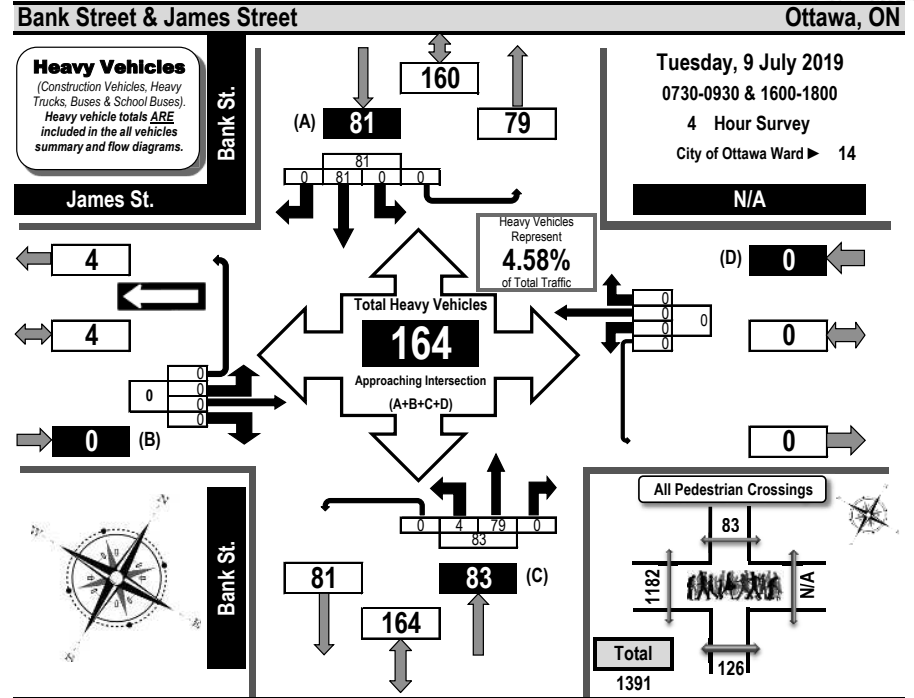 Bank Street & James Street
Ottawa, ON
Heavy Vehicles
(Construction Vehicles, Heavy
Trucks, Buses & School Buses).
Heavy vehicle totals ARE
included in the all vehicles
summary and flow diagrams.
Bank St.
James St.
160
(A) 81
79
81
0 81 0 0
Tuesday, 9 July 2019
0730-0930 & 1600-1800
4 Hour Survey
City of Ottawa Ward ► 14
N/A
Heavy Vehicles
Represent
4.58%
of Total Traffic
4
4
0
0
0
0
0
0 (B)
Total Heavy Vehicles
164
Approaching Intersection
(A+B+C+D)
(D) 0
0
0
0
0
0
0
0
Bank St.
0 4 79 0
83
81
83 (C)
164
All Pedestrian Crossings
83
1182
N/A
126
Total
1391